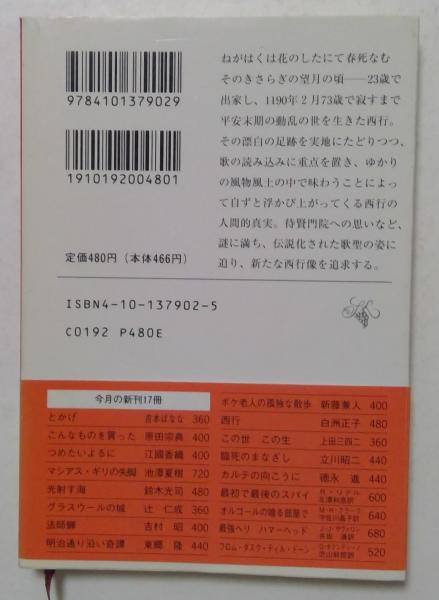 9784101379029
1910192004801
定価480円（本体466円）
ねがはくは花のしたにて春死なむ
そのきさらぎの望月の頃――23歳で
出家し、1190年2月73歳で寂すまで
平安末期の動乱の世を生きた西行。
その漂白の足跡を実地にたどりつつ、
歌の読み込みに重点を置き、ゆかり
の風物風土の中で味わうことによっ
て自ずと浮かび上がってくる西行の
人間的真実。待賢門院への思いなど、
謎に満ち、伝説化された歌聖の姿に
迫り、新たな西行像を追求する。
ISBN4-10-137902-5
C0192 P480E
今月の新刊17冊
とかげ 吉本ばなな 360
こんなものを買った 原田宗典 400
つめたいよるに 江國香織 400
マシアス・ギリの失脚 池澤夏樹 720
光射す海 鈴木光司 480
グラスウールの城 辻 仁成 360
法師蝉 吉村 昭 400
明治通り沿い奇譚 東郷 隆 440
ボケ老人の孤独な散歩 新藤兼人 400
西行 白洲正子 480
この世 この生 上田三四二 360
臨死のまなざし 立川昭二 440
カルテの向こうに 徳永 進 440
最初で最後のスパイ R・リテル 北澤和彦訳 600
オルゴールの鳴る部屋で M・H・クラーク 宇佐川晶子訳 640
最強ヘリ ハマーヘッド 680
フロム・ダスク・ティル・ドーン 520